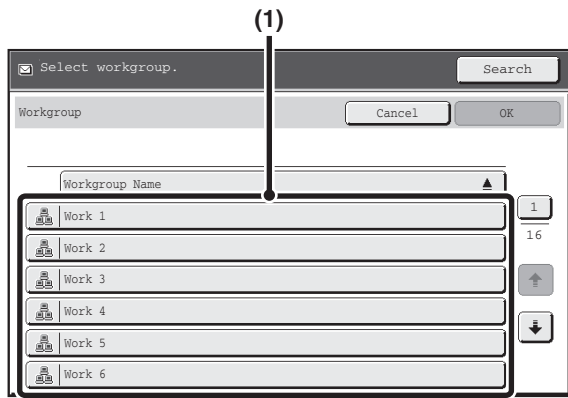 (1)
Select workgroup.
Search
Workgroup
Cancel
OK
Workgroup Name
1
16
Work 1
Work 2
Work 3
Work 4
Work 5
Work 6